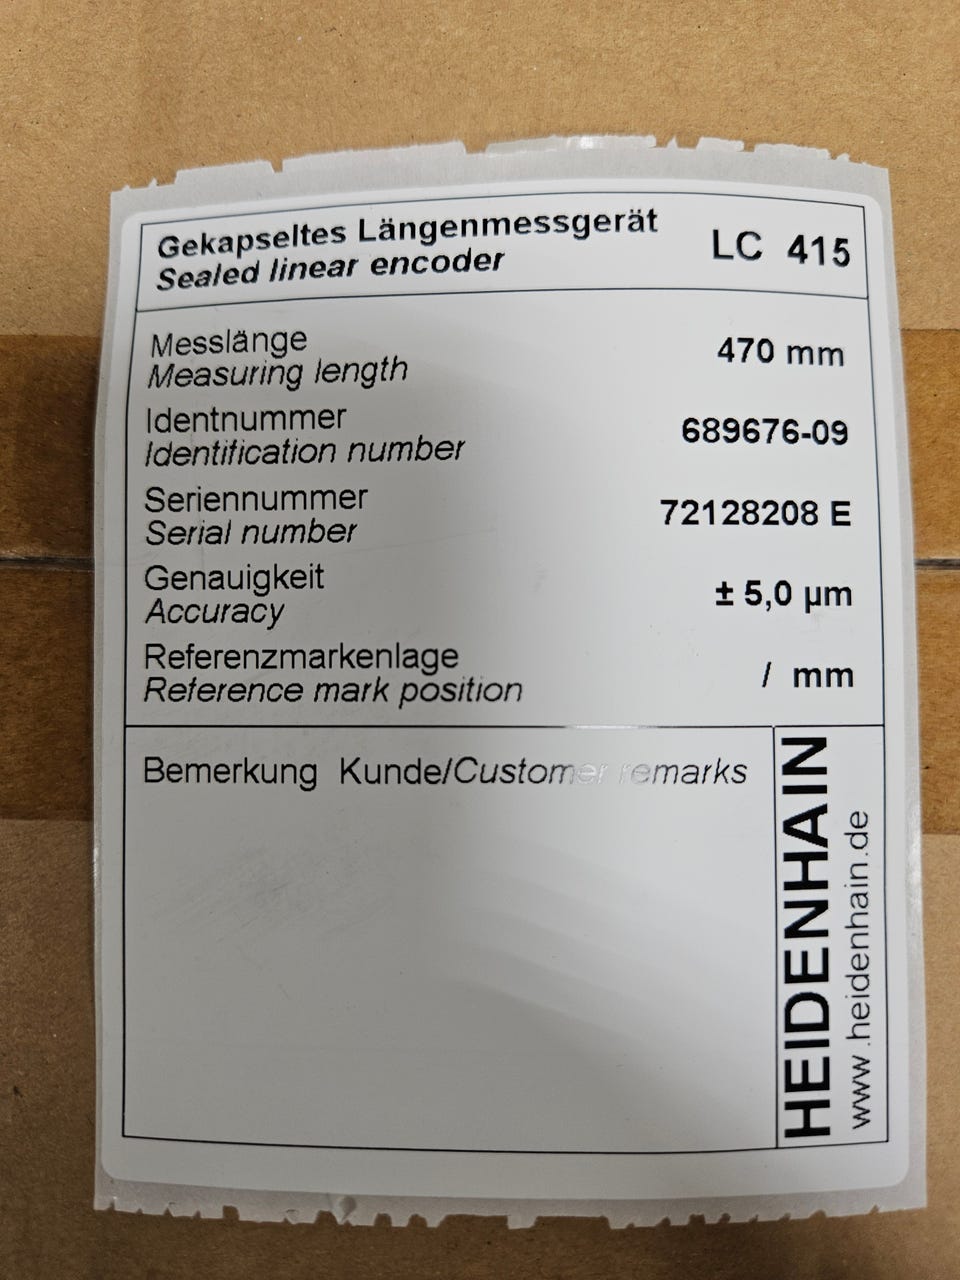 Gekapseltes Längenmessgerät
Sealed linear encoder
LC 415
Messlänge
Measuring length
470 mm
Identnummer
Identification number
689676-09
Seriennummer
Serial number
72128208 E
Genauigkeit
Accuracy
± 5,0 µm
Referenzmarkenlage
Reference mark position
/ mm
Bemerkung Kunde/Customer remarks
HEIDENHAIN
www.heidenhain.de